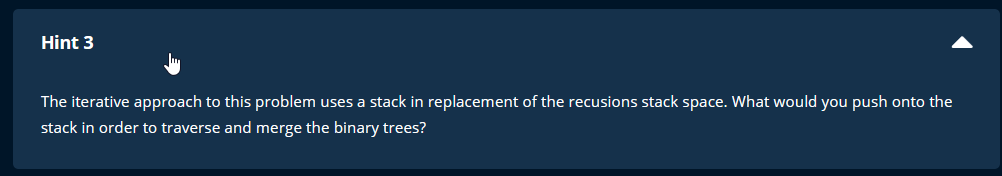 Hint 3
The iterative approach to this problem uses a stack in replacement of the recusions stack space. What would you push onto the
stack in order to traverse and merge the binary trees?